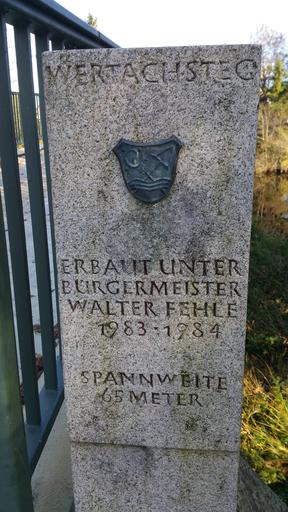 WERTACHSTEG
ERBAUT UNTER
BÜRGERMEISTER
WALTER FEHLE
1983 · 1984
SPANNWEITE
65 METER